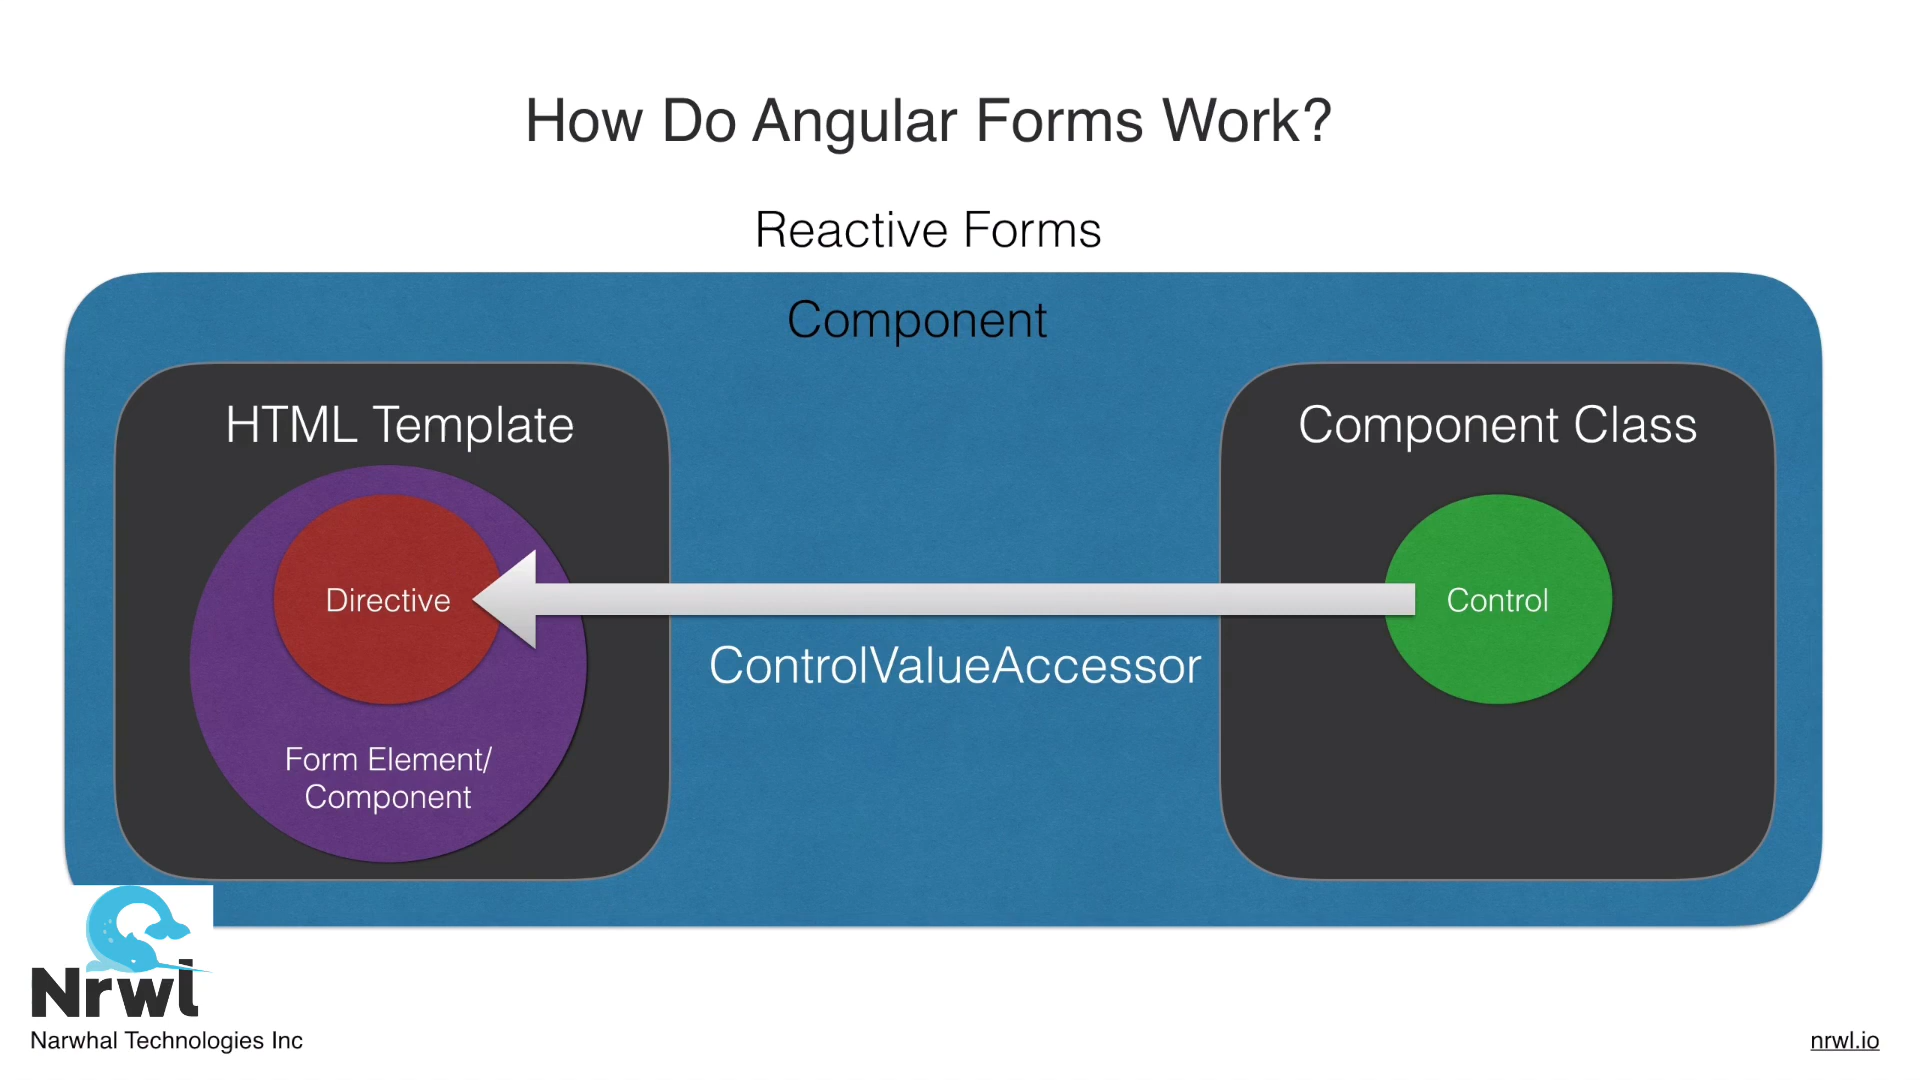 How Do Angular Forms Work?
Reactive Forms
Component
HTML Template
Component Class
Directive
Control
ControlValueAccessor
Form Element/
Component
Nrwl
Narwhal Technologies Inc
nrwl.io